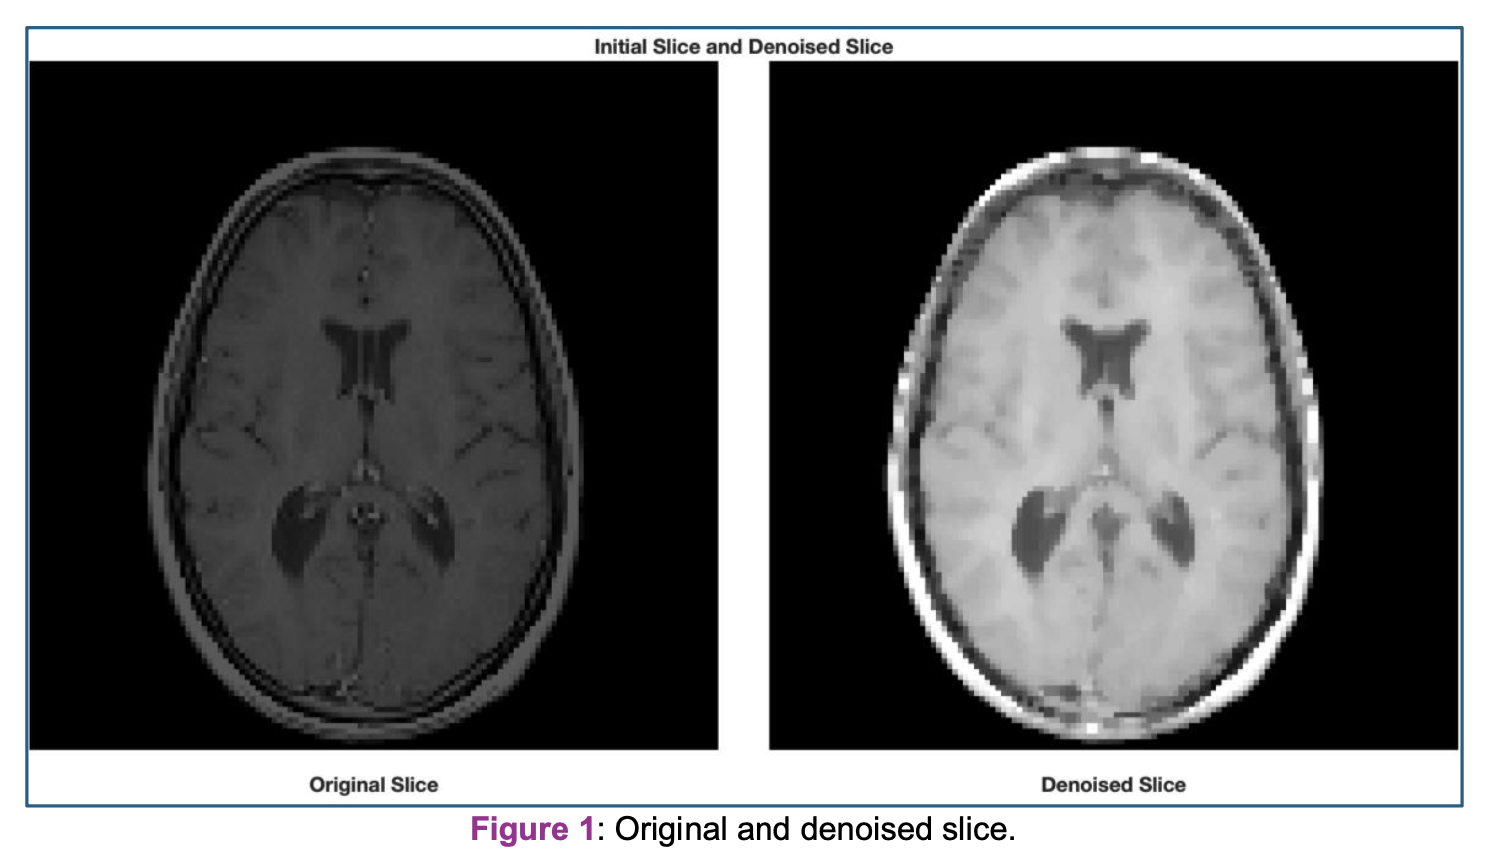 Initial Slice and Denoised Slice
Original Slice
Denoised Slice
Figure 1: Original and denoised slice.